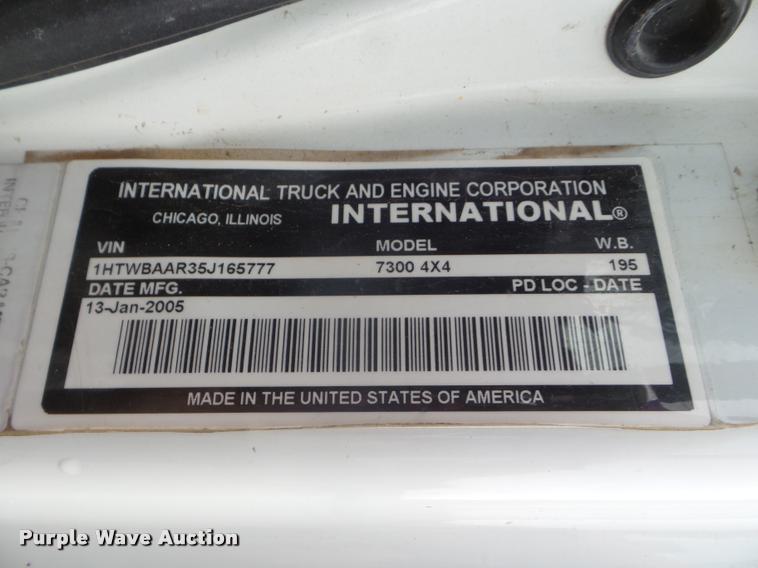 INTERNATIONAL TRUCK AND ENGINE CORPORATION
CHICAGO, ILLINOIS INTERNATIONAL®
VIN MODEL W.B.
1HTWBAAR35J165777 7300 4X4 195
DATE MFG. PD LOC - DATE
13-Jan-2005
MADE IN THE UNITED STATES OF AMERICA
Purple Wave Auction